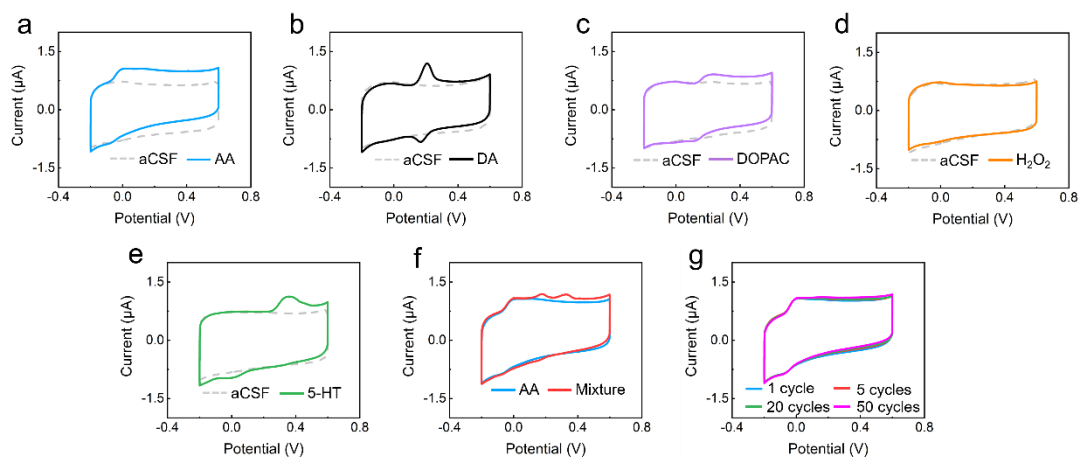 a
b
c
d
1.5
0.0
-1.5
Current (µA)
aCSF AA
-0.4 0.0 0.4 0.8
Potential (V)
1.5
0.0
-1.5
Current (µA)
aCSF DA
-0.4 0.0 0.4 0.8
Potential (V)
1.5
0.0
-1.5
Current (µA)
aCSF DOPAC
-0.4 0.0 0.4 0.8
Potential (V)
1.5
0.0
-1.5
Current (µA)
aCSF H₂O₂
-0.4 0.0 0.4 0.8
Potential (V)
e
f
g
1.5
0.0
-1.5
Current (µA)
aCSF 5-HT
-0.4 0.0 0.4 0.8
Potential (V)
1.5
0.0
-1.5
Current (µA)
AA Mixture
-0.4 0.0 0.4 0.8
Potential (V)
1.5
0.0
-1.5
Current (µA)
1 cycle 5 cycles
20 cycles 50 cycles
-0.4 0.0 0.4 0.8
Potential (V)